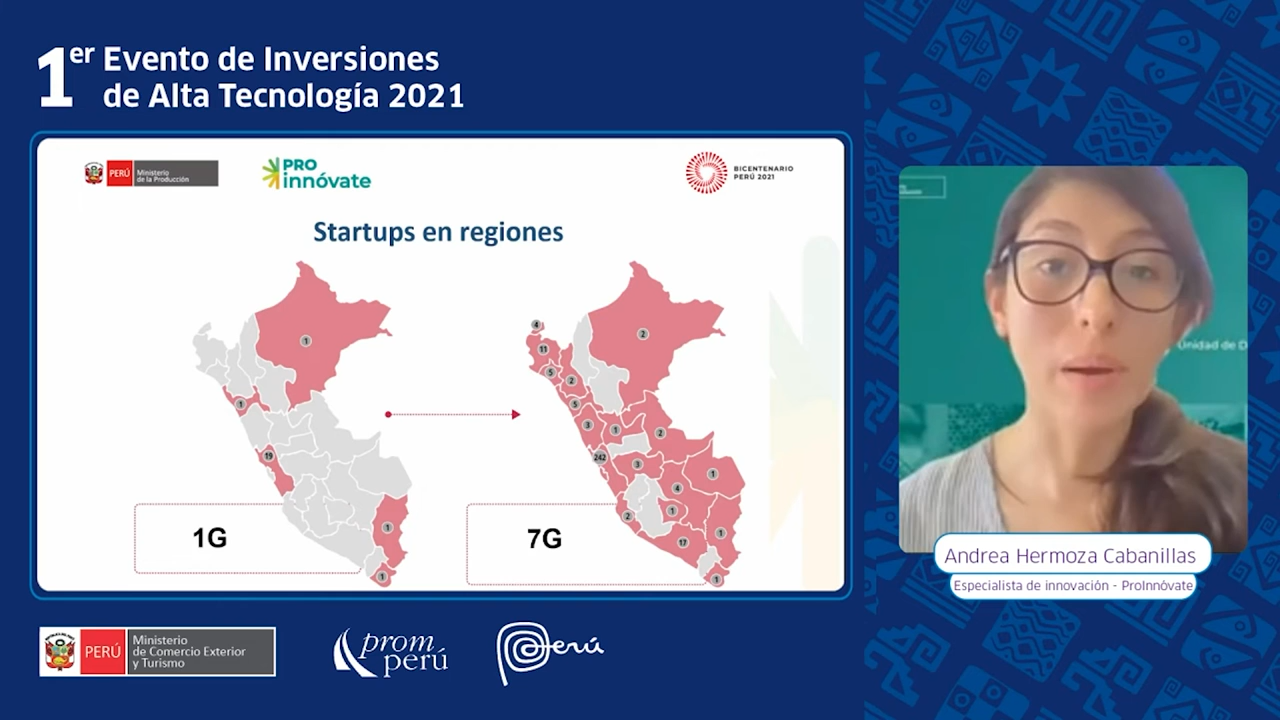 1er Evento de Inversiones
de Alta Tecnología 2021
PERÚ
Ministerio
de la Producción
PRO
innóvate
BICENTENARIO
PERÚ 2021
Startups en regiones
1
1
19
1
1
1G
4
11
5
2
5
3
1
2
242
3
1
4
1
2
17
1
1
2
7G
Unidad de D
Andrea Hermoza Cabanillas
Especialista de innovación - ProInnóvate
PERÚ
Ministerio
de Comercio Exterior
y Turismo
prom
perú
Perú